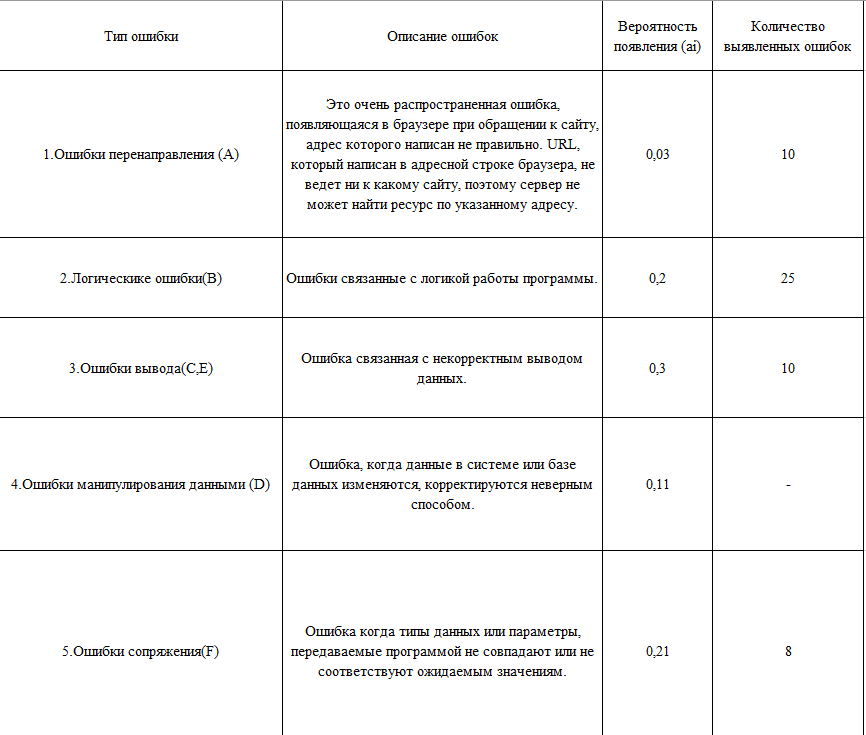 Тип ошибки
Описание ошибок
Вероятность
появления (ai)
Количество
выявленных ошибок
1.Ошибки перенаправления (A)
Это очень распространенная ошибка,
появляющаяся в браузере при обращении к сайту,
адрес которого написан не правильно. URL,
который написан в адресной строке браузера, не
ведет ни к какому сайту, поэтому сервер не
может найти ресурс по указанному адресу.
0,03
10
2.Логичесkике ошибки(B)
Ошибки связанные с логикой работы программы.
0,2
25
3.Ошибки вывода(C,E)
Ошибка связанная с некорректным выводом
данных.
0,3
10
4.Ошибки манипулирования данными (D)
Ошибка, когда данные в системе или базе
данных изменяются, корректируются неверным
способом.
0,11
-
5.Ошибки сопряжения(F)
Ошибка когда типы данных или параметры,
передаваемые программой не совпадают или не
соответствуют ожидаемым значениям.
0,21
8